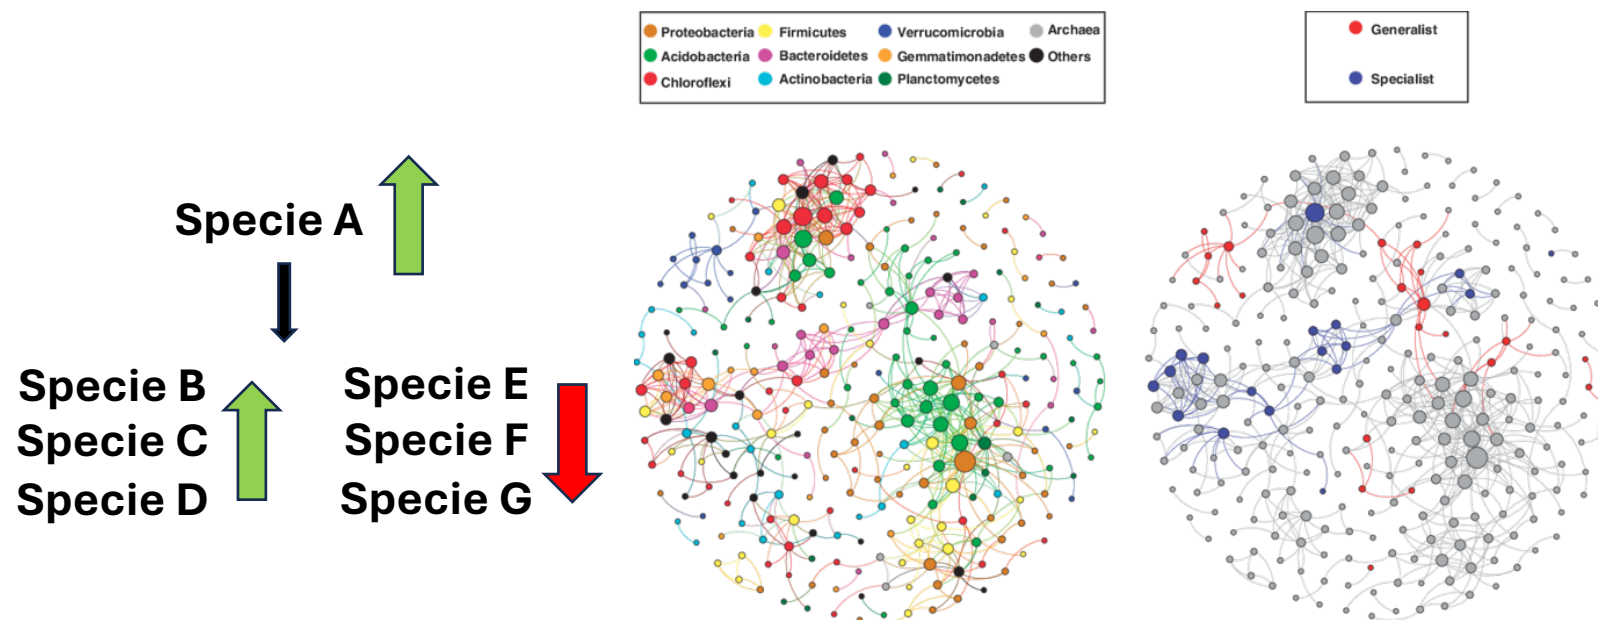 Proteobacteria Firmicutes Verrucomicrobia Archaea
Acidobacteria Bacteroidetes Gemmatimonadetes Others
Chloroflexi Actinobacteria Planctomycetes
Generalist
Specialist
Specie A
Specie B
Specie C
Specie D
Specie E
Specie F
Specie G